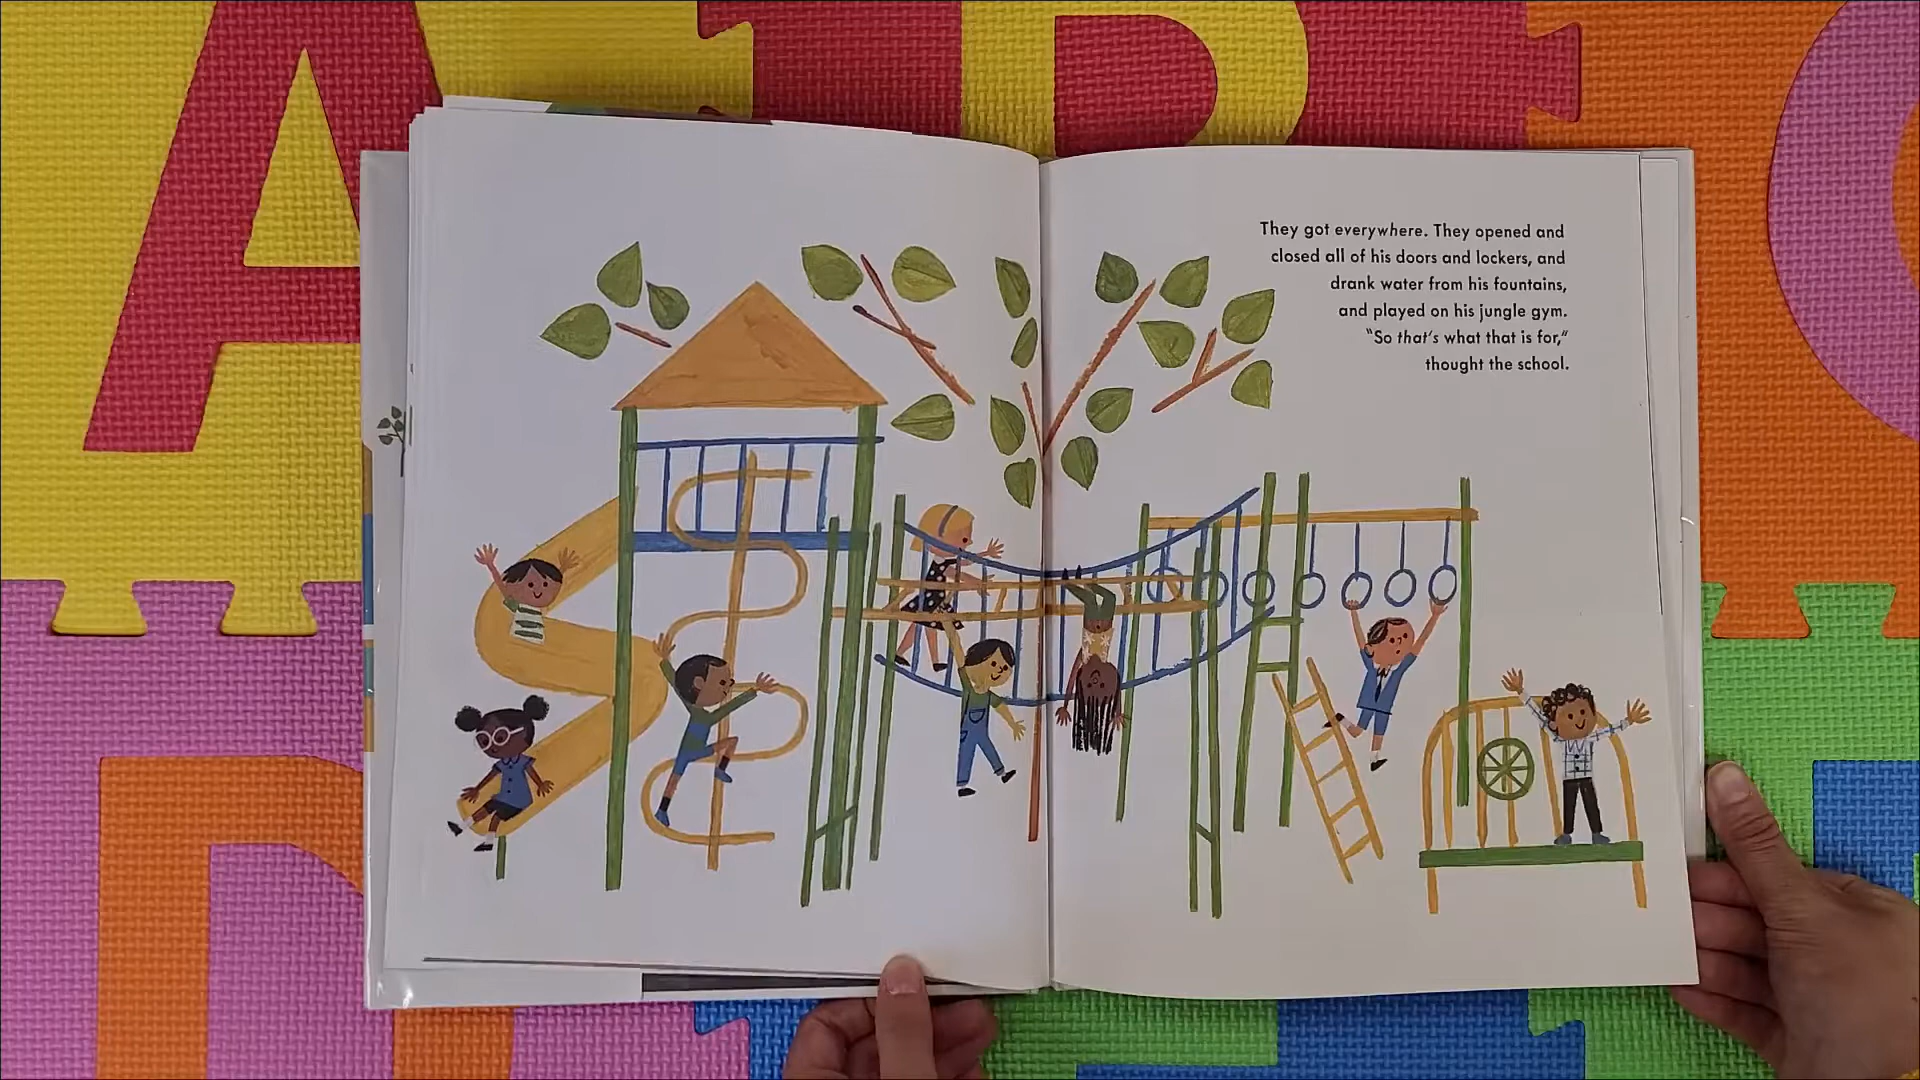 A
B
C
D
They got everywhere. They opened and
closed all of his doors and lockers, and
drank water from his fountains,
and played on his jungle gym.
“So that's what that is for,”
thought the school.